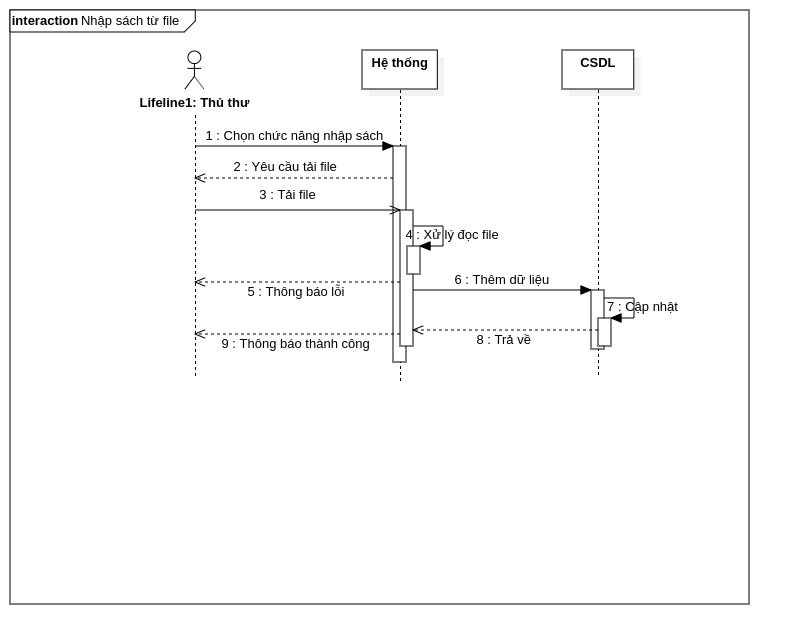 interaction Nhập sách từ file
Hệ thống
CSDL
Lifeline1: Thủ thư
1 : Chọn chức năng nhập sách
2 : Yêu cầu tải file
3 : Tải file
4 : Xử lý đọc file
5 : Thông báo lỗi
6 : Thêm dữ liệu
7 : Cập nhật
8 : Trả về
9 : Thông báo thành công